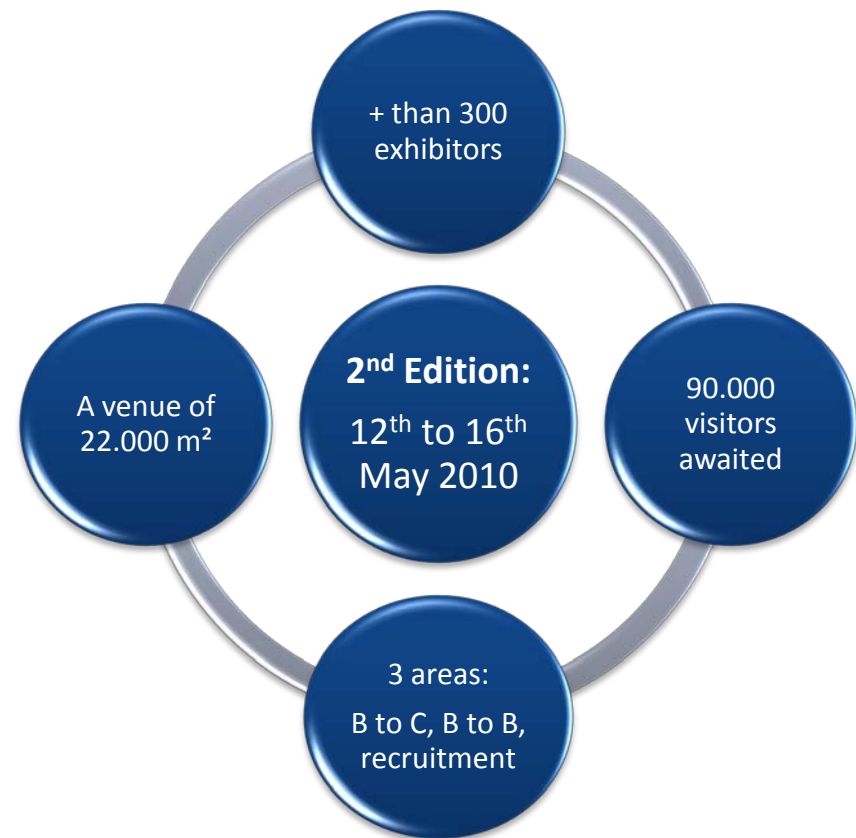 + than 300
exhibitors
A venue of
22.000 m²
2nd Edition:
12th to 16th
May 2010
90.000
visitors
awaited
3 areas:
B to C, B to B,
recruitment